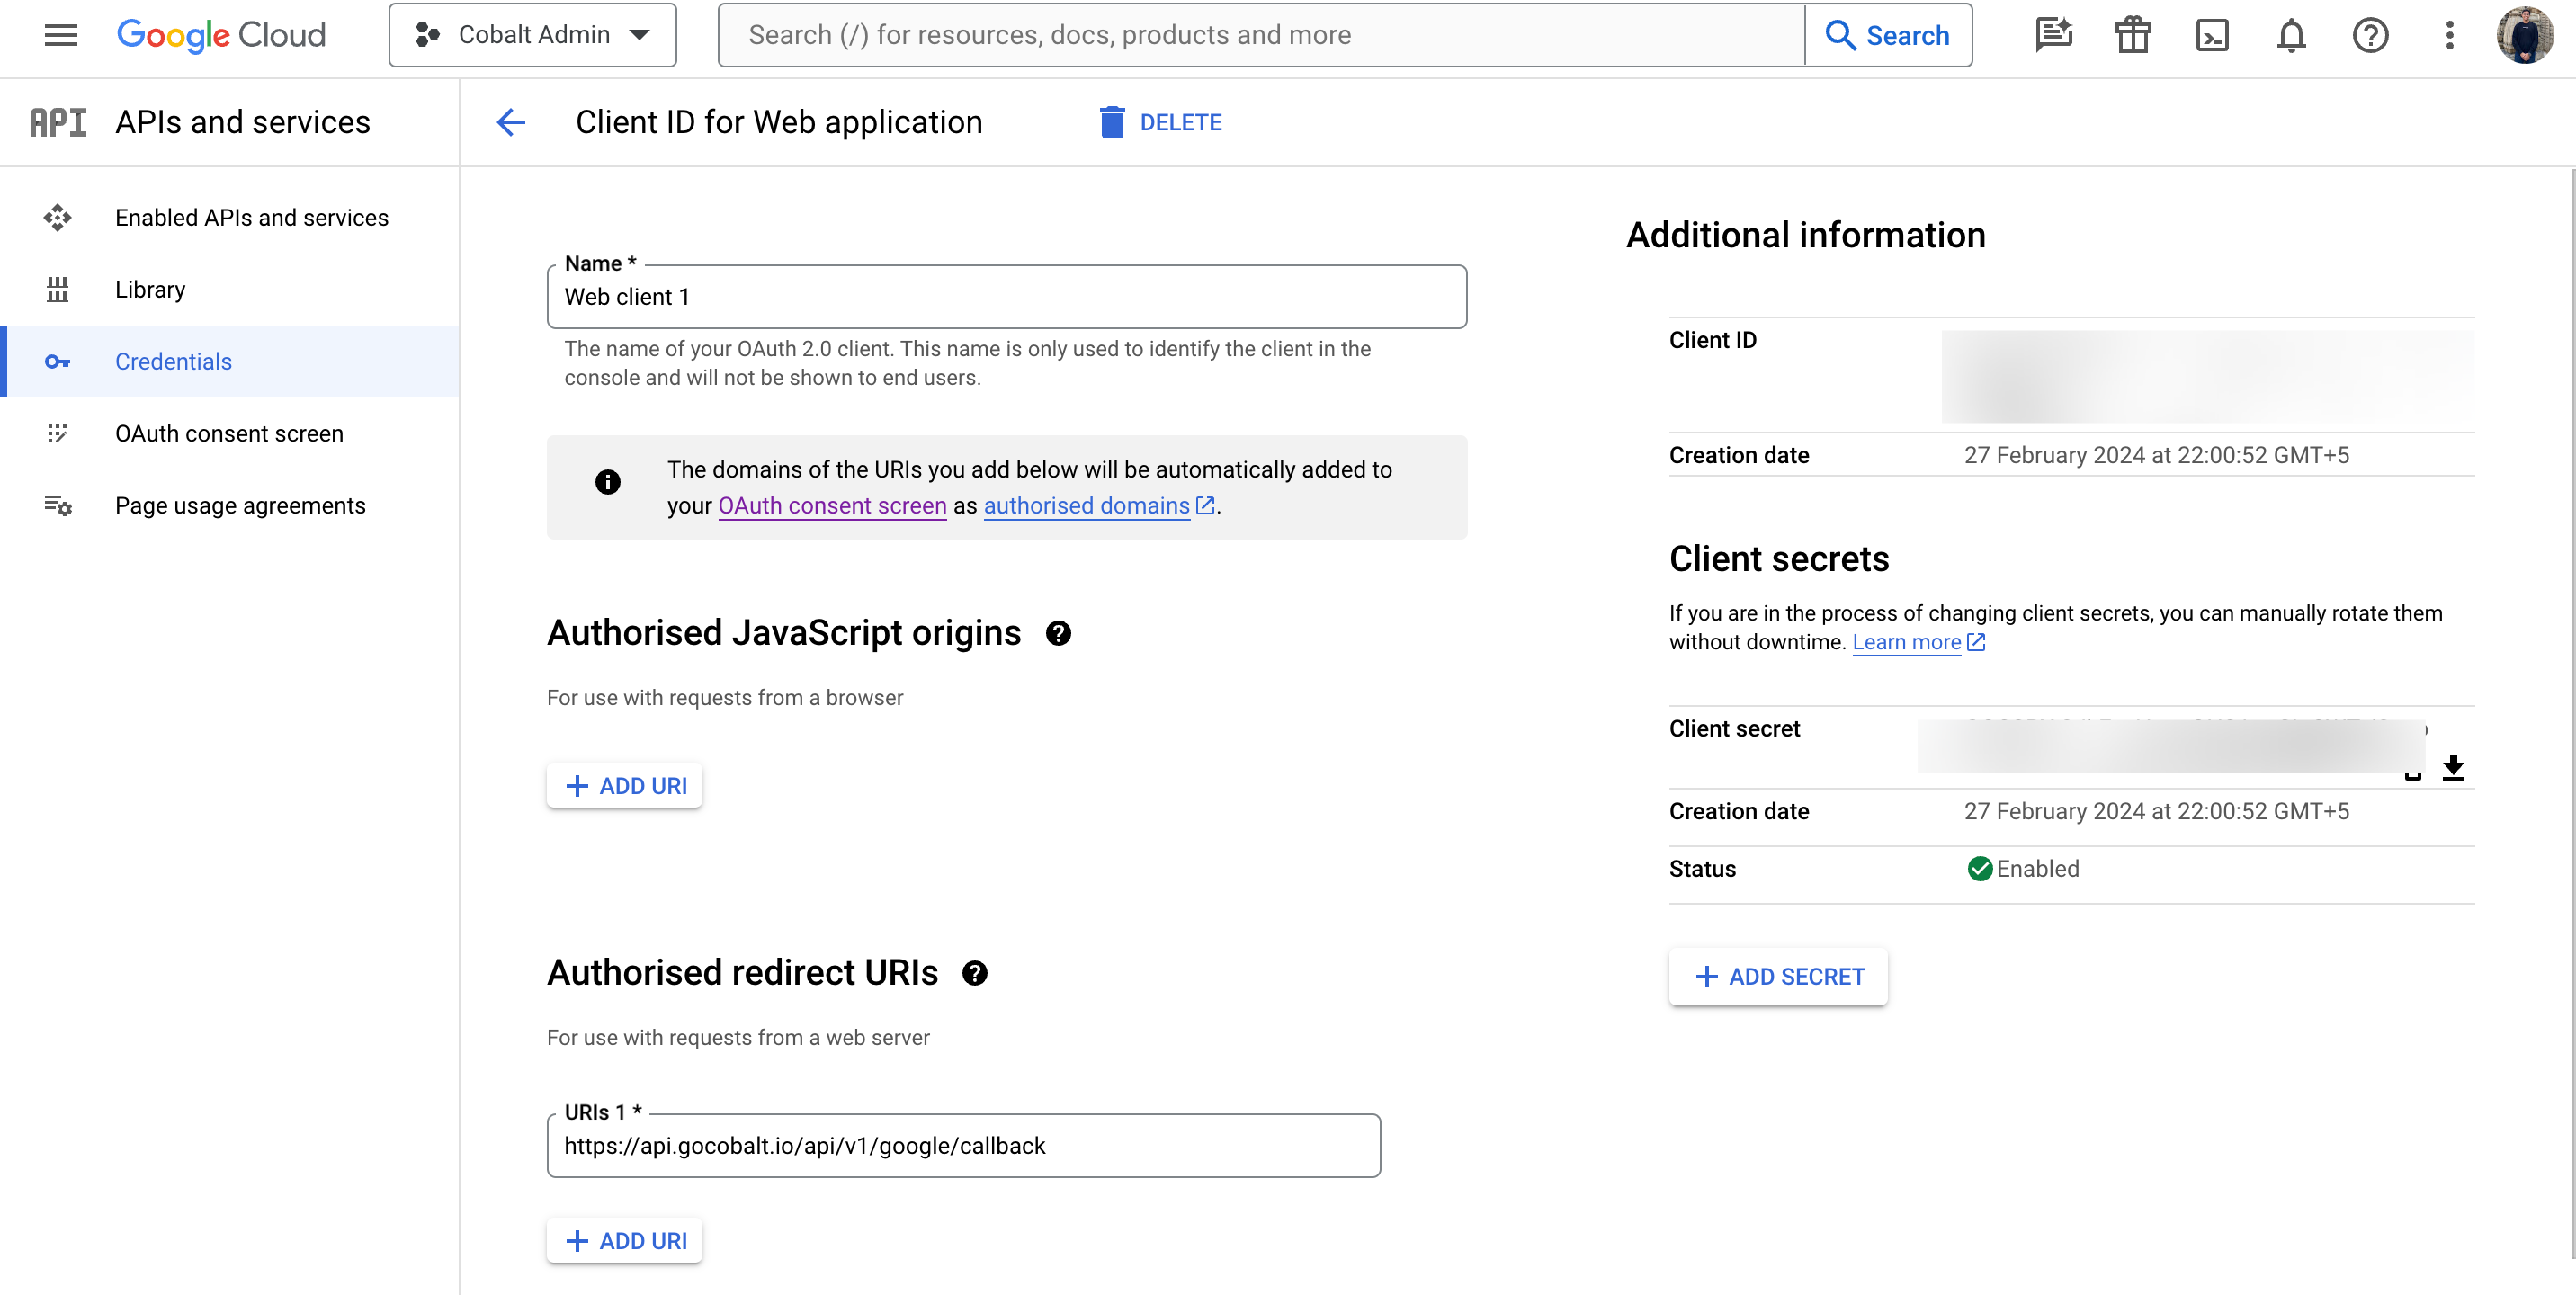 Google Cloud
Cobalt Admin
Search (/) for resources, docs, products and more
Search
API APIs and services
Client ID for Web application
DELETE
Enabled APIs and services
Library
Credentials
OAuth consent screen
Page usage agreements
Name *
Web client 1
The name of your OAuth 2.0 client. This name is only used to identify the client in the
console and will not be shown to end users.
The domains of the URIs you add below will be automatically added to
your OAuth consent screen as authorised domains.
Authorised JavaScript origins
For use with requests from a browser
+ ADD URI
Authorised redirect URIs
For use with requests from a web server
URIs 1 *
https://api.gocobalt.io/api/v1/google/callback
+ ADD URI
Additional information
Client ID
Creation date 27 February 2024 at 22:00:52 GMT+5
Client secrets
If you are in the process of changing client secrets, you can manually rotate them
without downtime. Learn more
Client secret
Creation date 27 February 2024 at 22:00:52 GMT+5
Status Enabled
+ ADD SECRET